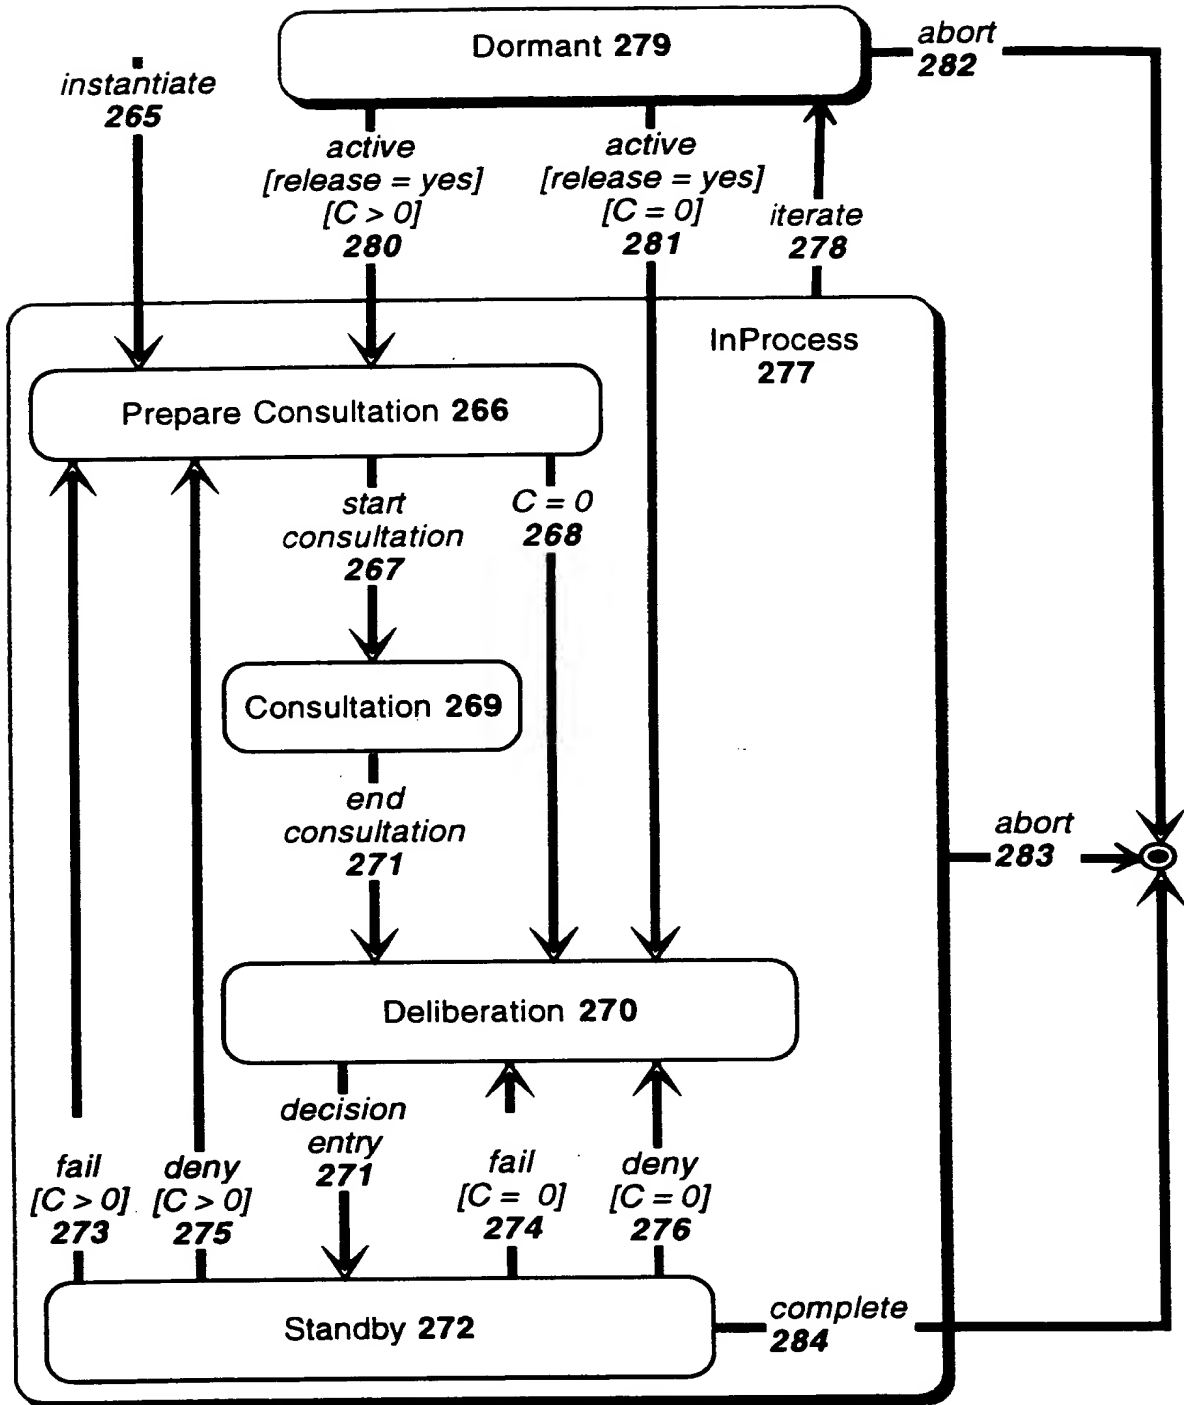 Dormant 279
abort
282
instantiate
265
active
[release = yes]
[C > 0]
280
active
[release = yes]
[C = 0]
281
iterate
278
InProcess
277
Prepare Consultation 266
start
consultation
267
C = 0
268
Consultation 269
end
consultation
271
abort
283
Deliberation 270
decision
entry
271
fail
[C > 0]
273
deny
[C > 0]
275
fail
[C = 0]
274
deny
[C = 0]
276
Standby 272
complete
284